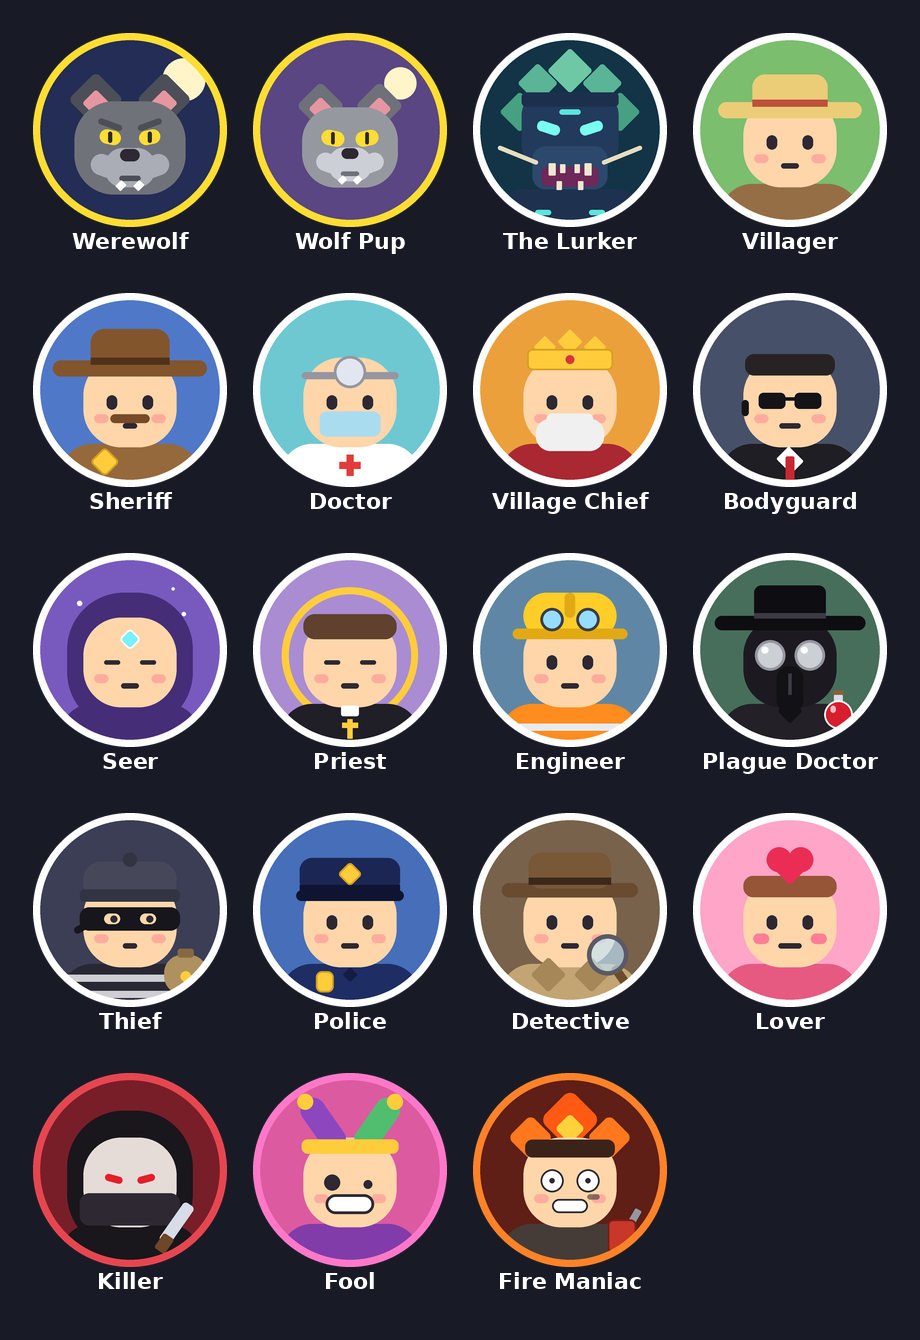 Werewolf
Wolf Pup
The Lurker
Villager
Sheriff
Doctor
Village Chief
Bodyguard
Seer
Priest
Engineer
Plague Doctor
Thief
Police
Detective
Lover
Killer
Fool
Fire Maniac